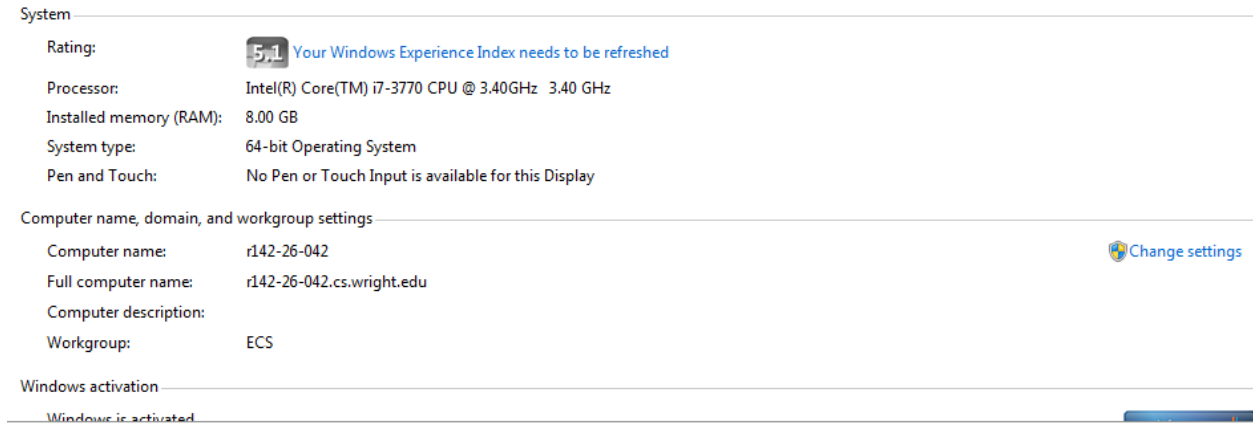 System
Rating: 5,1 Your Windows Experience Index needs to be refreshed
Processor: Intel(R) Core(TM) i7-3770 CPU @ 3.40GHz 3.40 GHz
Installed memory (RAM): 8.00 GB
System type: 64-bit Operating System
Pen and Touch: No Pen or Touch Input is available for this Display
Computer name, domain, and workgroup settings
Computer name: r142-26-042 Change settings
Full computer name: r142-26-042.cs.wright.edu
Computer description:
Workgroup: ECS
Windows activation
Windows is activated